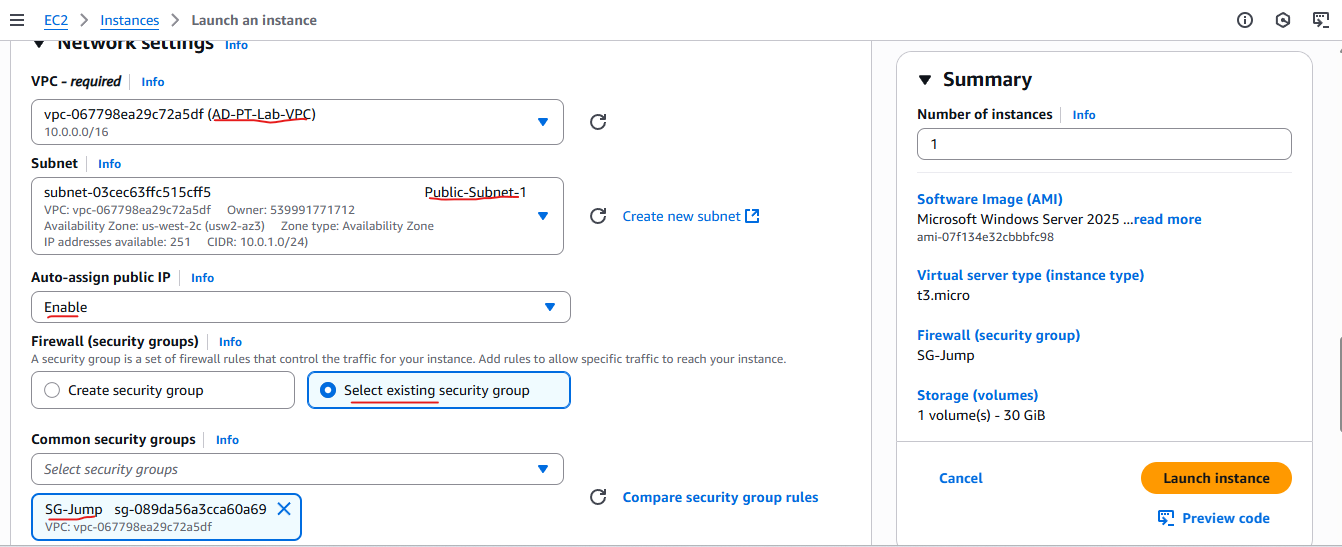 EC2 > Instances > Launch an instance
Network settings Info
VPC - required Info
vpc-067798ea29c72a5df (AD-PT-Lab-VPC)
10.0.0.0/16
Subnet Info
subnet-03cec63ffc515cff5 Public-Subnet-1
VPC: vpc-067798ea29c72a5df Owner: 539991771712
Availability Zone: us-west-2c (usw2-az3) Zone type: Availability Zone
IP addresses available: 251 CIDR: 10.0.1.0/24)
Create new subnet
Auto-assign public IP Info
Enable
Firewall (security groups) Info
A security group is a set of firewall rules that control the traffic for your instance. Add rules to allow specific traffic to reach your instance.
Create security group
Select existing security group
Common security groups Info
Select security groups
SG-Jump sg-089da56a3cca60a69
VPC: vpc-067798ea29c72a5df
Compare security group rules
Summary
Number of instances Info
1
Software Image (AMI)
Microsoft Windows Server 2025 ...read more
ami-07f134e32cbbbfc98
Virtual server type (instance type)
t3.micro
Firewall (security group)
SG-Jump
Storage (volumes)
1 volume(s) - 30 GiB
Cancel
Launch instance
Preview code